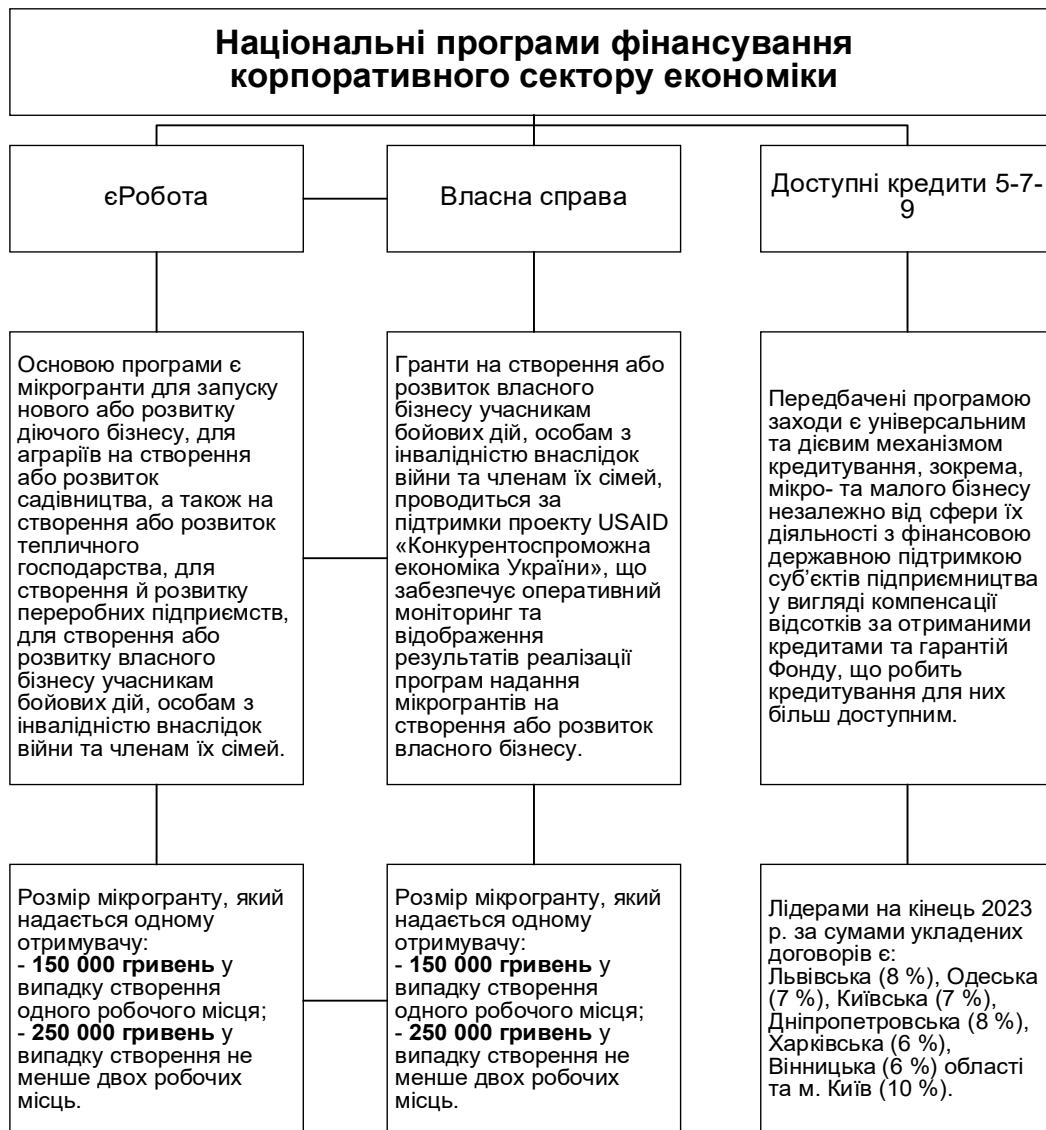 Національні програми фінансування
корпоративного сектору економіки
єРобота
Власна справа
Доступні кредити 5-7-
9
Основою програми є
мікрогранти для запуску
нового або розвитку
діючого бізнесу, для
аграріїв на створення
або розвиток
садівництва, а також на
створення або розвиток
тепличного
господарства, для
створення й розвитку
переробних підприємств,
для створення або
розвитку власного
бізнесу учасникам
бойових дій, особам з
інвалідністю внаслідок
війни та членам їх сімей.
Гранти на створення або
розвиток власного
бізнесу учасникам
бойових дій, особам з
інвалідністю внаслідок
війни та членам їх сімей,
проводиться за
підтримки проекту USAID
«Конкурентоспроможна
економіка України», що
забезпечує оперативний
моніторинг та
відображення
результатів реалізації
програм надання
мікрогрантів на
створення або розвиток
власного бізнесу.
Передбачені програмою
заходи є універсальним
та дієвим механізмом
кредитування, зокрема,
мікро- та малого бізнесу
незалежно від сфери їх
діяльності з фінансовою
державною підтримкою
суб’єктів підприємництва
у вигляді компенсації
відсотків за отриманими
кредитами та гарантій
Фонду, що робить
кредитування для них
більш доступним.
Розмір мікрогранту, який
надається одному
отримувачу:
- 150 000 гривень у
випадку створення
одного робочого місця;
- 250 000 гривень у
випадку створення не
менше двох робочих
місць.
Розмір мікрогранту, який
надається одному
отримувачу:
- 150 000 гривень у
випадку створення
одного робочого місця;
- 250 000 гривень у
випадку створення не
менше двох робочих
місць.
Лідерами на кінець 2023
р. за сумами укладених
договорів є:
Львівська (8 %), Одеська
(7 %), Київська (7 %),
Дніпропетровська (8 %),
Харківська (6 %),
Вінницька (6 %) області
та м. Київ (10 %).